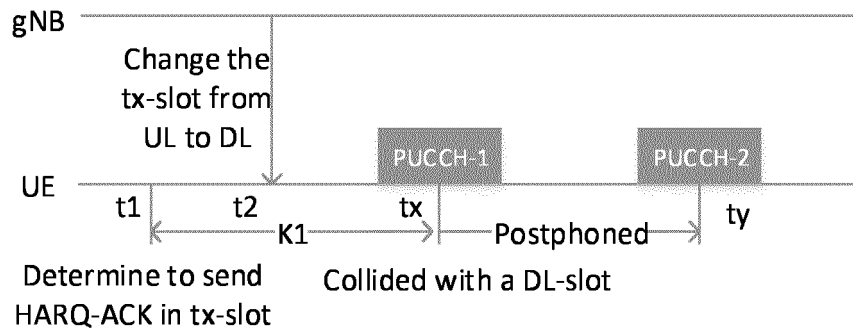 gNB
Change the
tx-slot from
UL to DL
PUCCH-1
PUCCH-2
UE
t1
t2
tx
ty
K1
Postphoned
Determine to send
HARQ-ACK in tx-slot
Collided with a DL-slot